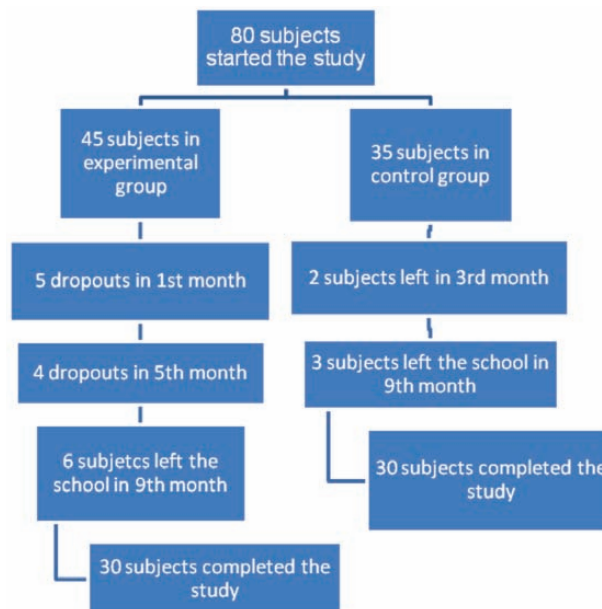 80 subjects
started the study
45 subjects in
experimental
group
35 subjects in
control group
5 dropouts in 1st month
2 subjects left in 3rd month
4 dropouts in 5th month
3 subjects left the school in
9th month
6 subjetcs left the
school in 9th month
30 subjects completed the
study
30 subjects completed the
study